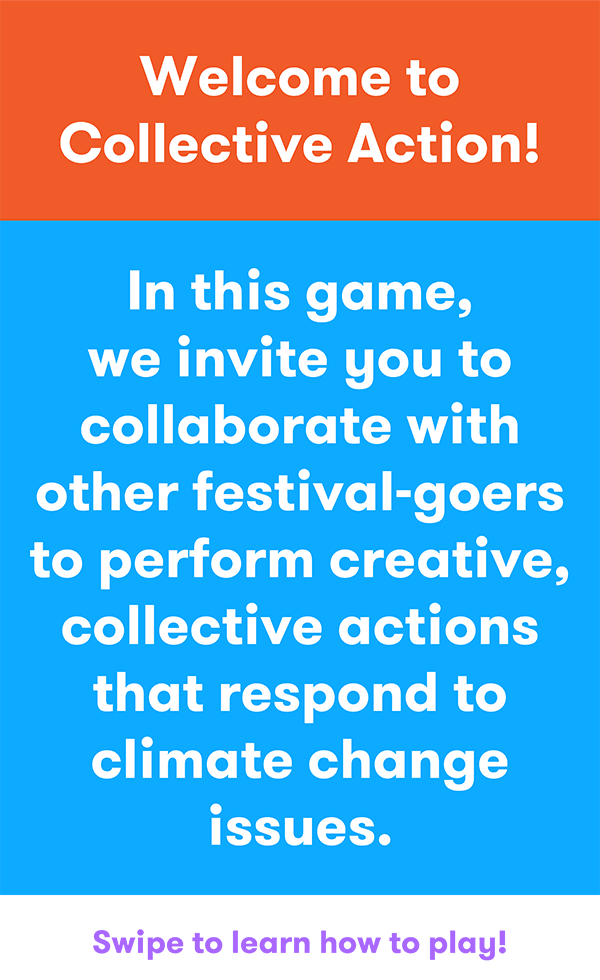 Welcome to
Collective Action!
In this game,
we invite you to
collaborate with
other festival-goers
to perform creative,
collective actions
that respond to
climate change
issues.
Swipe to learn how to play!